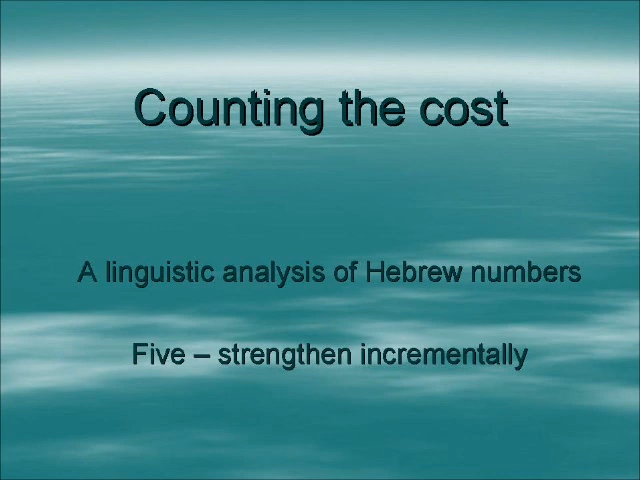 Counting the cost
A linguistic analysis of Hebrew numbers
Five – strengthen incrementally